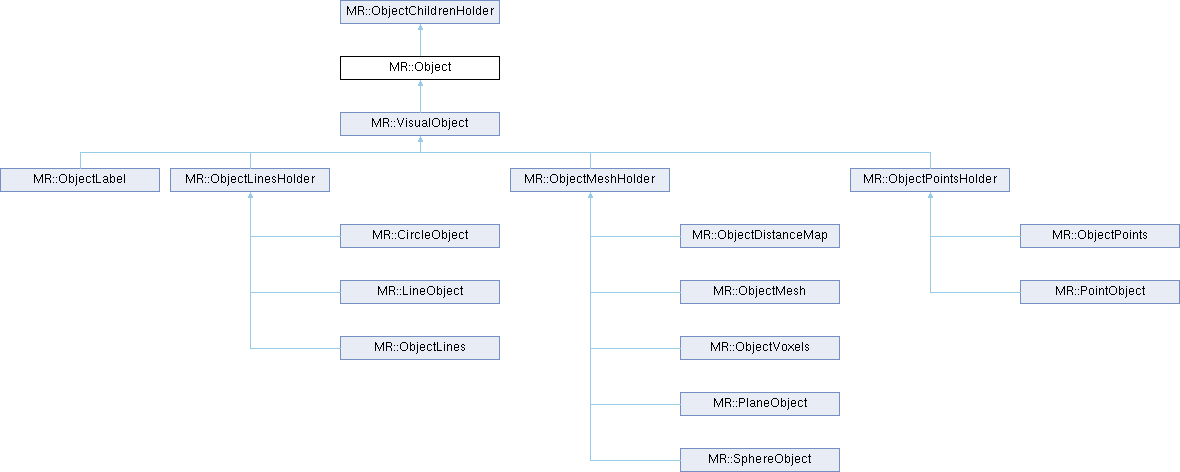 MR::ObjectChildrenHolder
MR::Object
MR::VisualObject
MR::ObjectLabel
MR::ObjectLinesHolder
MR::ObjectMeshHolder
MR::ObjectPointsHolder
MR::CircleObject
MR::ObjectDistanceMap
MR::ObjectPoints
MR::LineObject
MR::ObjectMesh
MR::PointObject
MR::ObjectLines
MR::ObjectVoxels
MR::PlaneObject
MR::SphereObject